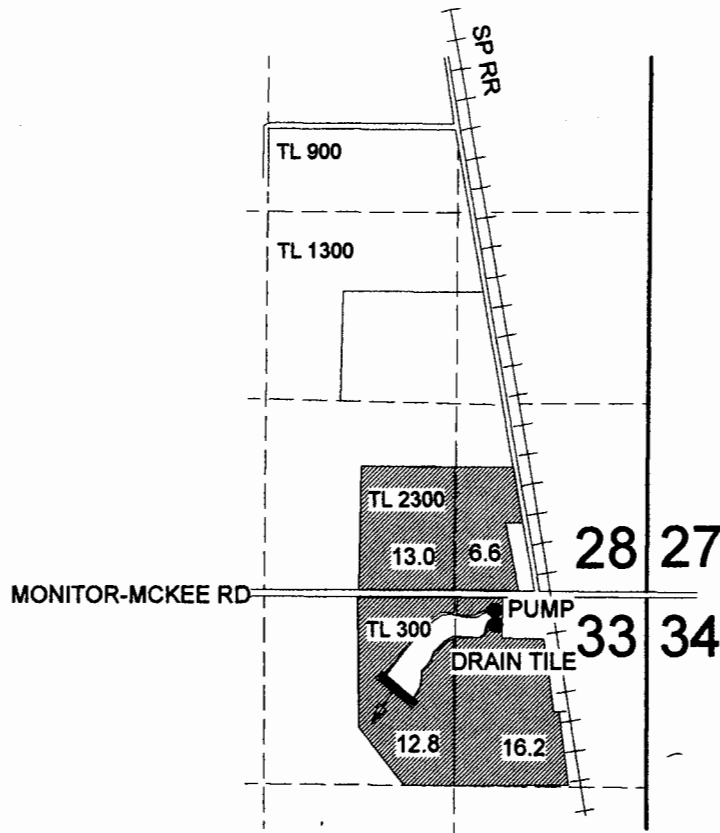 SP RR
TL 900
TL 1300
TL 2300
13.0
6.6
28
27
MONITOR-MCKEE RD
PUMP
TL 300
33
34
DRAIN TILE
12.8
16.2